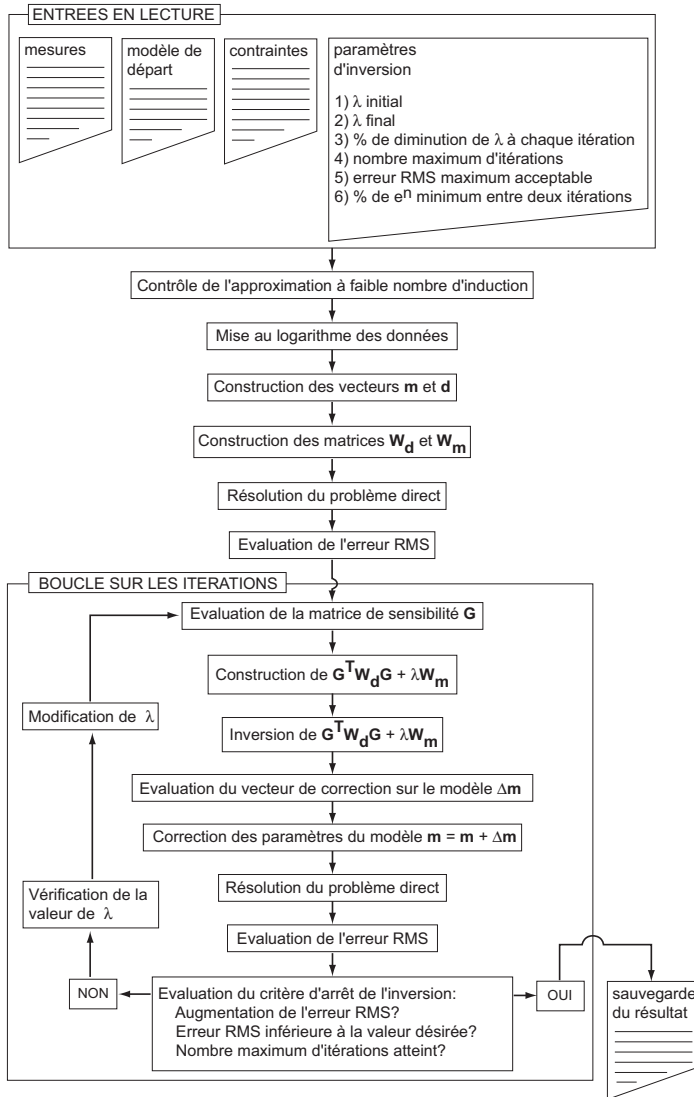 ENTREES EN LECTURE
mesures
modèle de
départ
contraintes
paramètres
d'inversion
1) λ initial
2) λ final
3) % de diminution de λ à chaque itération
4) nombre maximum d'itérations
5) erreur RMS maximum acceptable
6) % de eⁿ minimum entre deux itérations
Contrôle de l'approximation à faible nombre d'induction
Mise au logarithme des données
Construction des vecteurs m et d
Construction des matrices W_d et W_m
Résolution du problème direct
Evaluation de l'erreur RMS
BOUCLE SUR LES ITERATIONS
Evaluation de la matrice de sensibilité G
Construction de GᵀW_dG + λW_m
Modification de λ
Inversion de GᵀW_dG + λW_m
Evaluation du vecteur de correction sur le modèle Δm
Correction des paramètres du modèle m = m + Δm
Vérification de la
valeur de λ
Résolution du problème direct
Evaluation de l'erreur RMS
NON
Evaluation du critère d'arrêt de l'inversion:
Augmentation de l'erreur RMS?
Erreur RMS inférieure à la valeur désirée?
Nombre maximum d'itérations atteint?
OUI
sauvegarde
du résultat